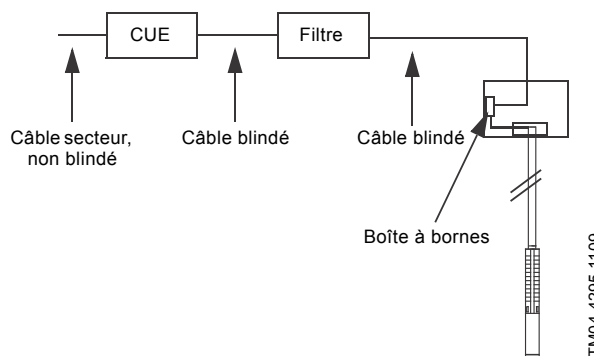 CUE
Filtre
Câble secteur,
non blindé
Câble blindé
Câble blindé
Boîte à bornes
TM04 4295 1109